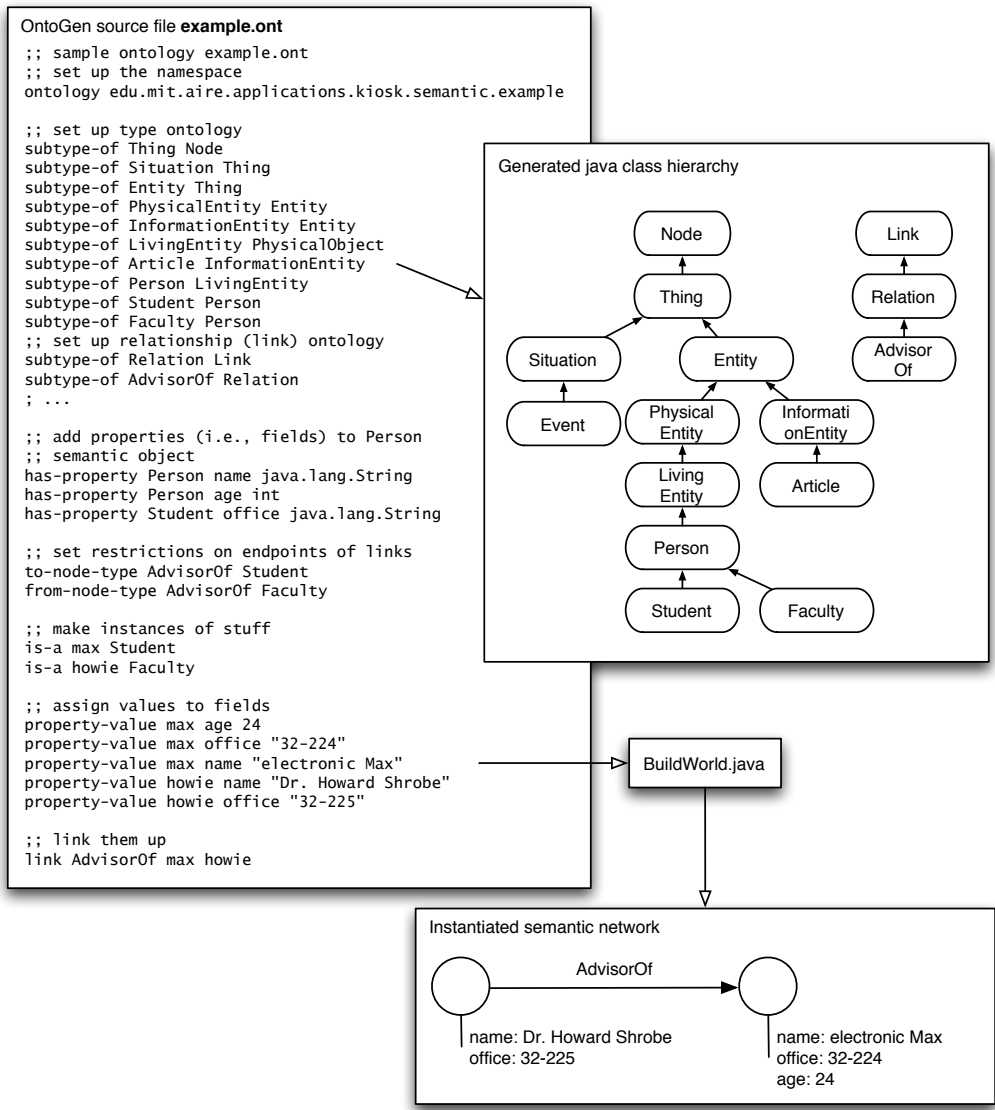 OntoGen source file example.ont
;; sample ontology example.ont
;; set up the namespace
ontology edu.mit.aire.applications.kiosk.semantic.example
;; set up type ontology
subtype-of Thing Node
subtype-of Situation Thing
subtype-of Entity Thing
subtype-of PhysicalEntity Entity
subtype-of InformationEntity Entity
subtype-of LivingEntity PhysicalObject
subtype-of Article InformationEntity
subtype-of Person LivingEntity
subtype-of Student Person
subtype-of Faculty Person
;; set up relationship (link) ontology
subtype-of Relation Link
subtype-of AdvisorOf Relation
; ...
;; add properties (i.e., fields) to Person
;; semantic object
has-property Person name java.lang.String
has-property Person age int
has-property Student office java.lang.String
;; set restrictions on endpoints of links
to-node-type AdvisorOf Student
from-node-type AdvisorOf Faculty
;; make instances of stuff
is-a max Student
is-a howie Faculty
;; assign values to fields
property-value max age 24
property-value max office "32-224"
property-value max name "electronic Max"
property-value howie name "Dr. Howard Shrobe"
property-value howie office "32-225"
;; link them up
link AdvisorOf max howie
Generated java class hierarchy
Node
Link
Thing
Relation
Situation
Entity
Advisor
Of
Event
Physical
Entity
Informati
onEntity
Living
Entity
Article
Person
Student
Faculty
BuildWorld.java
Instantiated semantic network
AdvisorOf
name: Dr. Howard Shrobe
office: 32-225
name: electronic Max
office: 32-224
age: 24